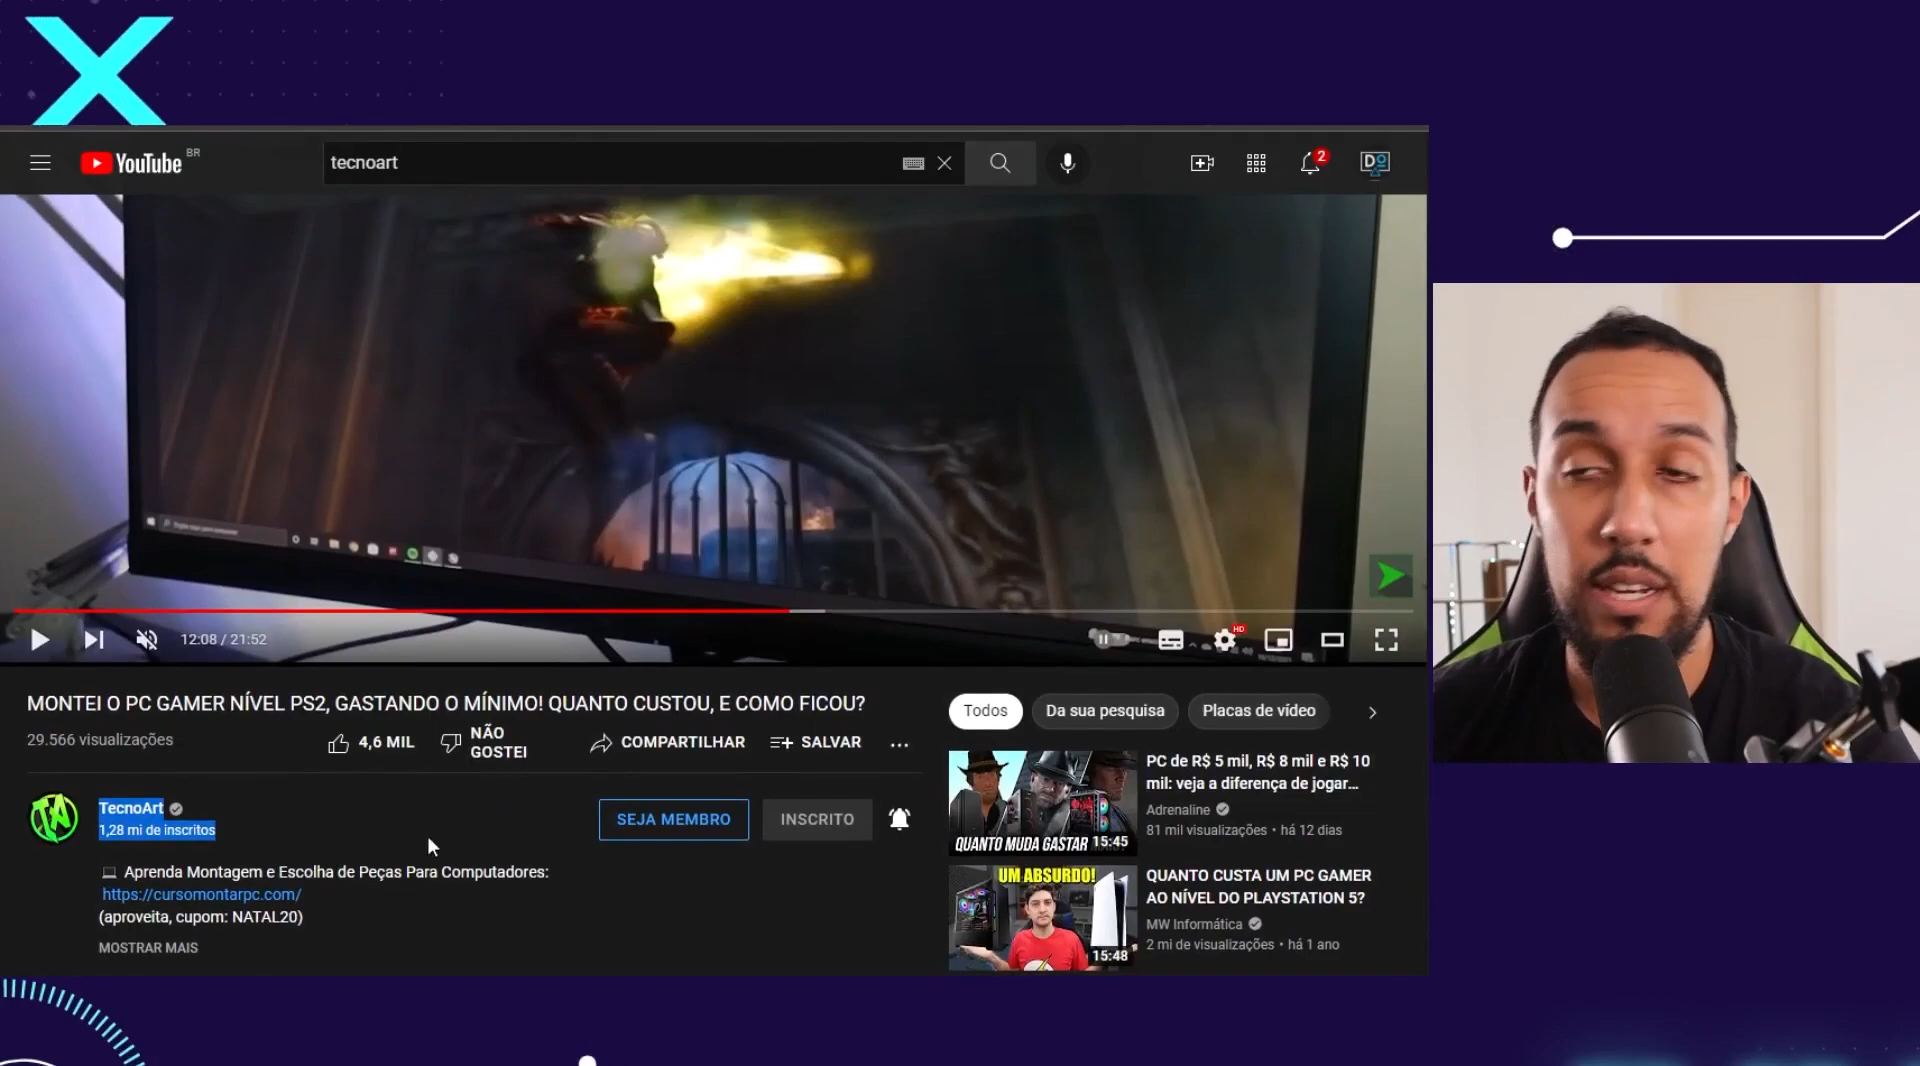 YouTube BR
tecnoart
2
12:08 / 21:52
HD
MONTEI O PC GAMER NÍVEL PS2, GASTANDO O MÍNIMO! QUANTO CUSTOU, E COMO FICOU?
29.566 visualizações
4,6 MIL
NÃO
GOSTEI
COMPARTILHAR
SALVAR
TecnoArt
1,28 mi de inscritos
SEJA MEMBRO
INSCRITO
Aprenda Montagem e Escolha de Peças Para Computadores:
https://cursomontarpc.com/
(aproveita, cupom: NATAL20)
MOSTRAR MAIS
Todos
Da sua pesquisa
Placas de vídeo
QUANTO MUDA GASTAR
15:45
PC de R$ 5 mil, R$ 8 mil e R$ 10
mil: veja a diferença de jogar...
Adrenaline
81 mil visualizações • há 12 dias
UM ABSURDO!
15:48
QUANTO CUSTA UM PC GAMER
AO NÍVEL DO PLAYSTATION 5?
MW Informática
2 mi de visualizações • há 1 ano